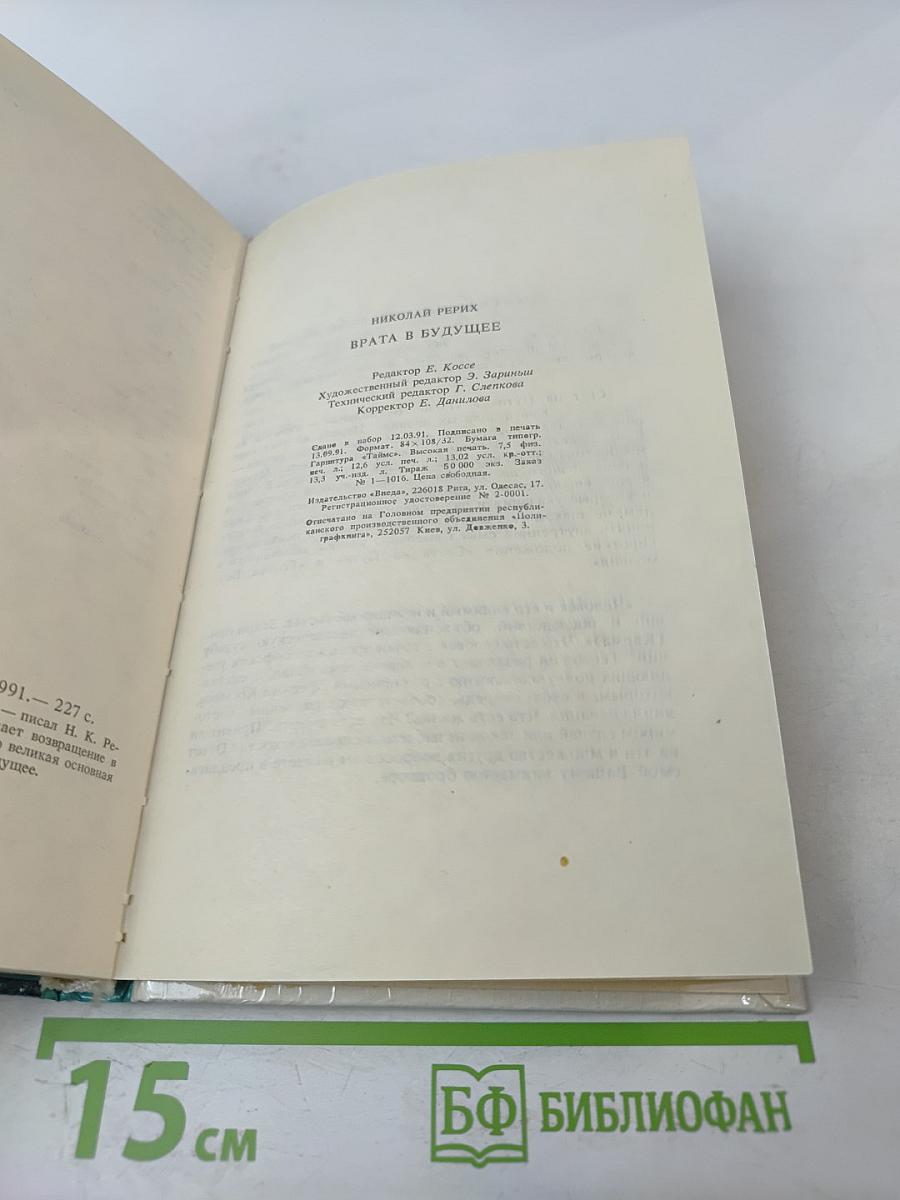 991.— 227 с.
— писал Н. К. Ре-
ает возвращение в
о великая основная
дущее.
НИКОЛАЙ РЕРИХ
ВРАТА В БУДУЩЕЕ
Редактор Е. Коссе
Художественный редактор Э. Зариньш
Технический редактор Г. Слепкова
Корректор Е. Данилова
Сдано в набор 12.03.91. Подписано в печать
13.09.91. Формат. 84×108/32. Бумага типогр.
Гарнитура «Таймс». Высокая печать. 7,5 физ.
печ. л.; 12,6 усл. печ. л.; 13,02 усл. кр.-отт.;
13,3 уч.-изд. л. Тираж 50 000 экз. Заказ
№ 1—1016. Цена свободная.
Издательство «Виеда», 226018 Рига, ул. Одесас, 17.
Регистрационное удостоверение № 2-0001.
Отпечатано на Головном предприятии республи-
канского производственного объединения «Поли-
графкнига», 252057 Киев, ул. Довженко, 3.
15 см
БФ БИБЛИОФАН